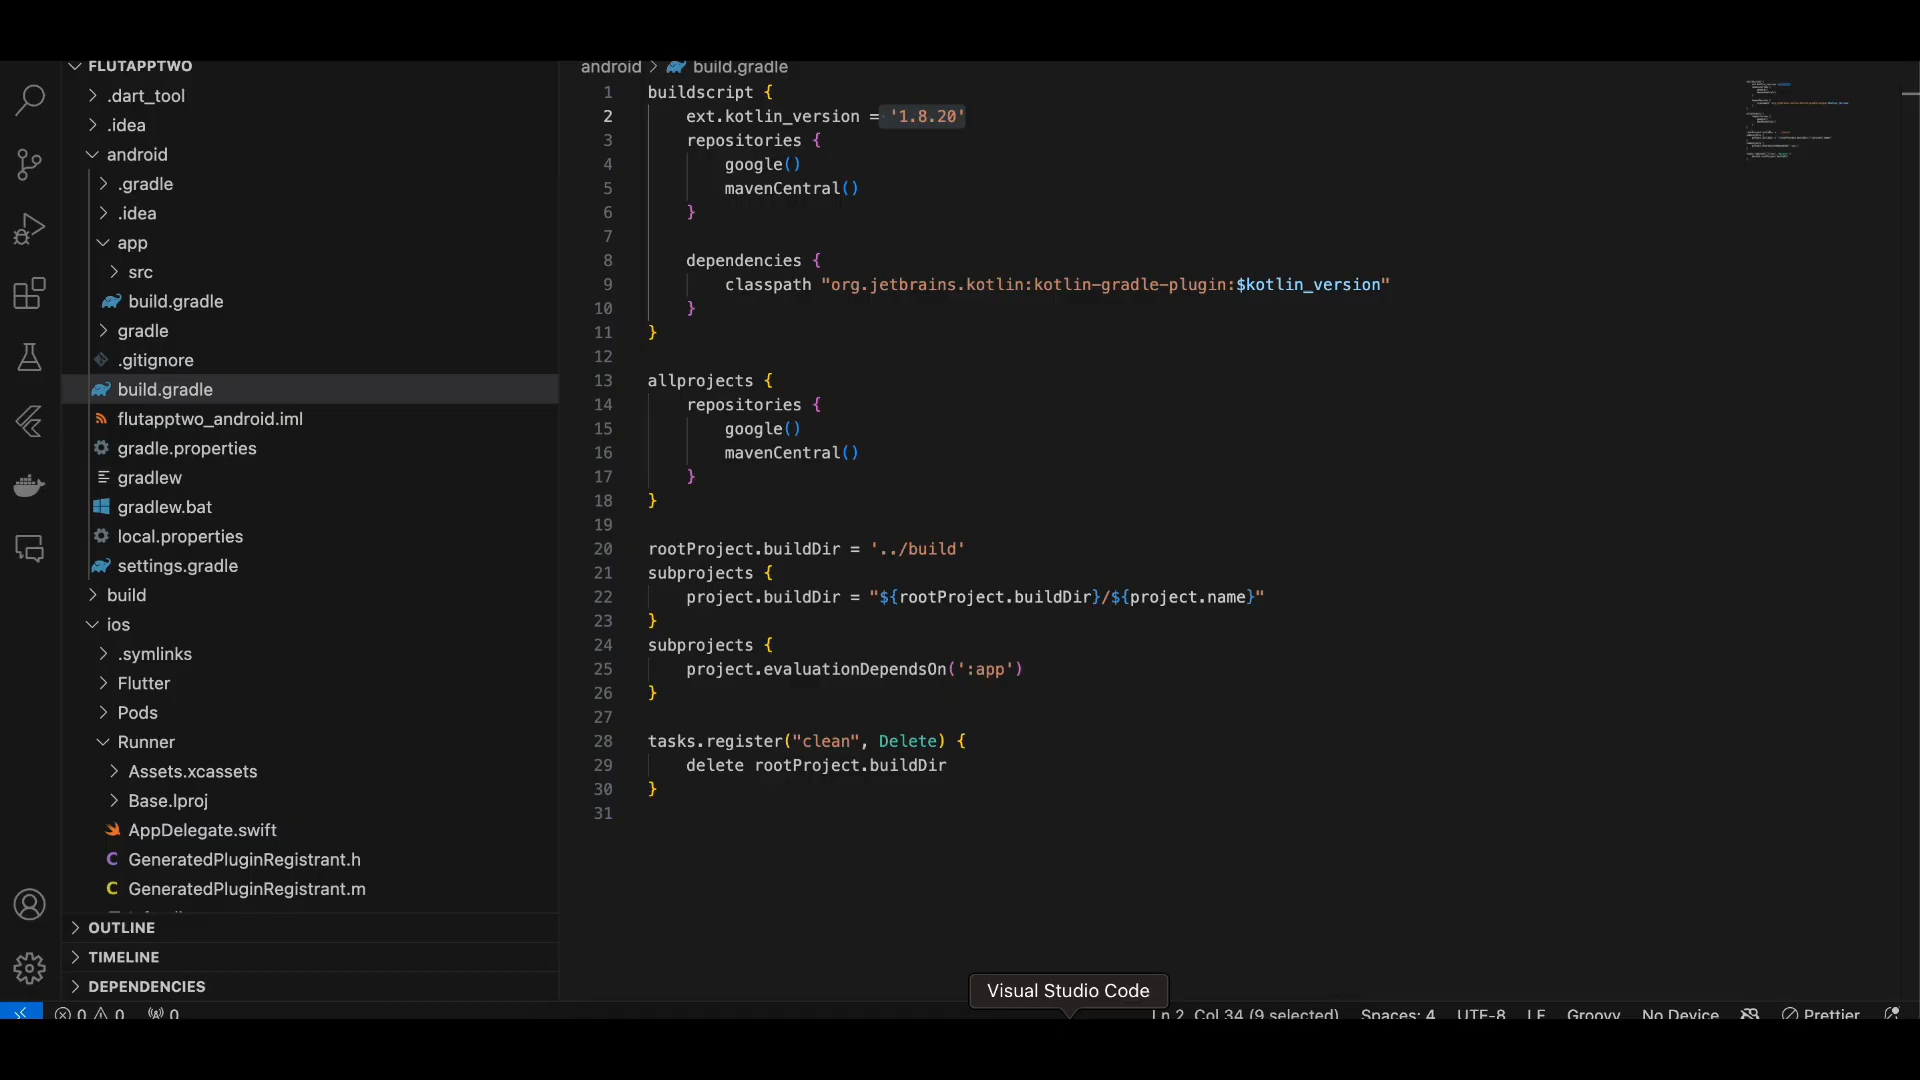 FLUTAPPTWO
.dart_tool
.idea
android
.gradle
.idea
app
src
build.gradle
gradle
.gitignore
build.gradle
flutapptwo_android.iml
gradle.properties
gradlew
gradlew.bat
local.properties
settings.gradle
build
ios
.symlinks
Flutter
Pods
Runner
Assets.xcassets
Base.lproj
AppDelegate.swift
C GeneratedPluginRegistrant.h
C GeneratedPluginRegistrant.m
OUTLINE
TIMELINE
DEPENDENCIES
android > build.gradle
1 buildscript {
2 ext.kotlin_version = '1.8.20'
3 repositories {
4 google()
5 mavenCentral()
6 }
7
8 dependencies {
9 classpath "org.jetbrains.kotlin:kotlin-gradle-plugin:$kotlin_version"
10 }
11 }
12
13 allprojects {
14 repositories {
15 google()
16 mavenCentral()
17 }
18 }
19
20 rootProject.buildDir = '../build'
21 subprojects {
22 project.buildDir = "${rootProject.buildDir}/${project.name}"
23 }
24 subprojects {
25 project.evaluationDependsOn(':app')
26 }
27
28 tasks.register("clean", Delete) {
29 delete rootProject.buildDir
30 }
31
Visual Studio Code
0 0 0 Ln 2, Col 34 (9 selected) Spaces: 4 UTF-8 LF Groovy No Device Prettier